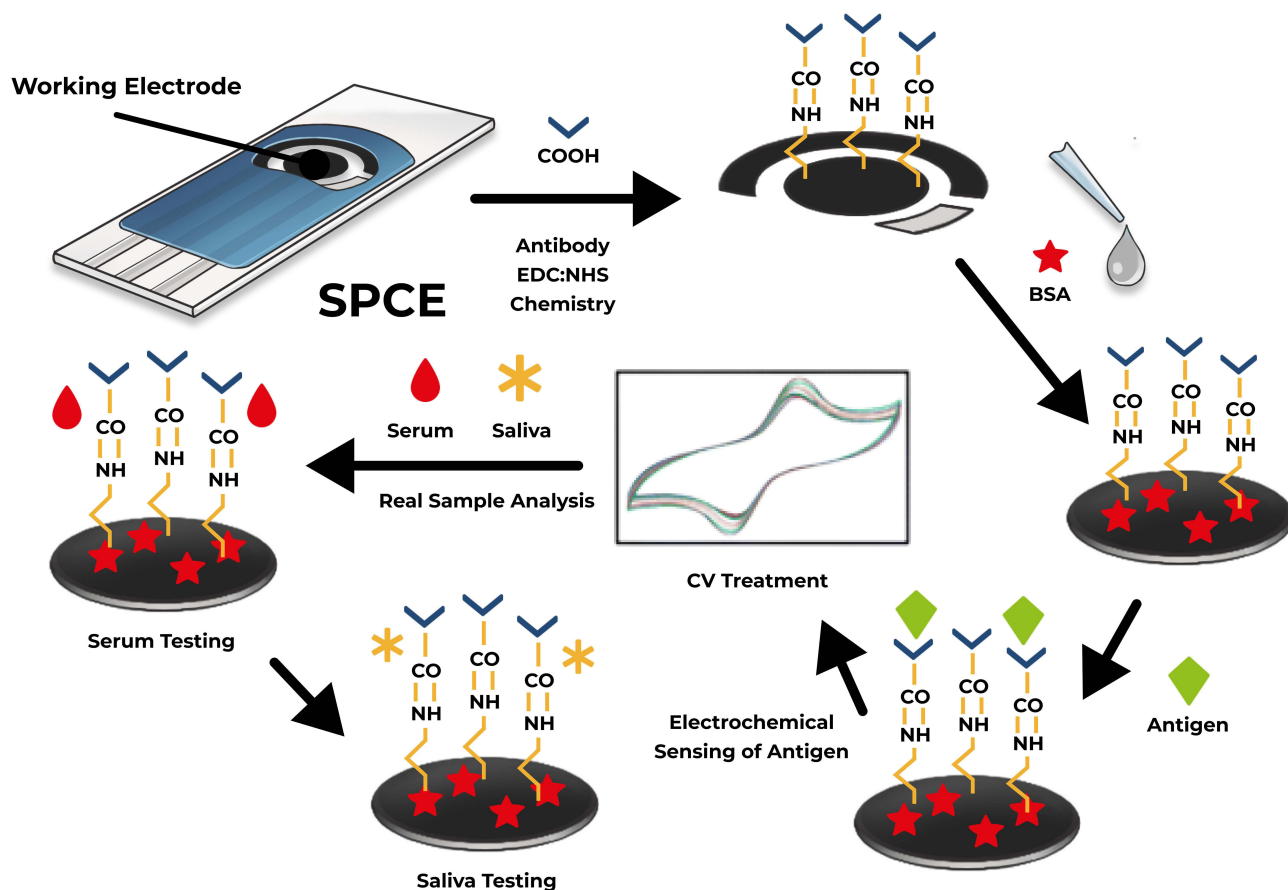 Working Electrode
COOH
Antibody
EDC:NHS
Chemistry
SPCE
CO
NH
CO
NH
CO
NH
BSA
CO
NH
CO
NH
CO
NH
Antigen
CO
NH
CO
NH
CO
NH
Electrochemical
Sensing of Antigen
CV Treatment
Serum
Saliva
Real Sample Analysis
CO
NH
CO
NH
CO
NH
Serum Testing
CO
NH
CO
NH
CO
NH
Saliva Testing